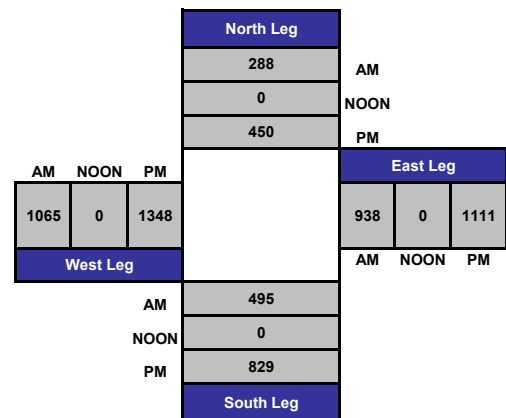 North Leg
288 AM
0 NOON
450 PM
East Leg
AM NOON PM
1065 0 1348
938 0 1111
West Leg
AM NOON PM
AM 495
NOON 0
PM 829
South Leg